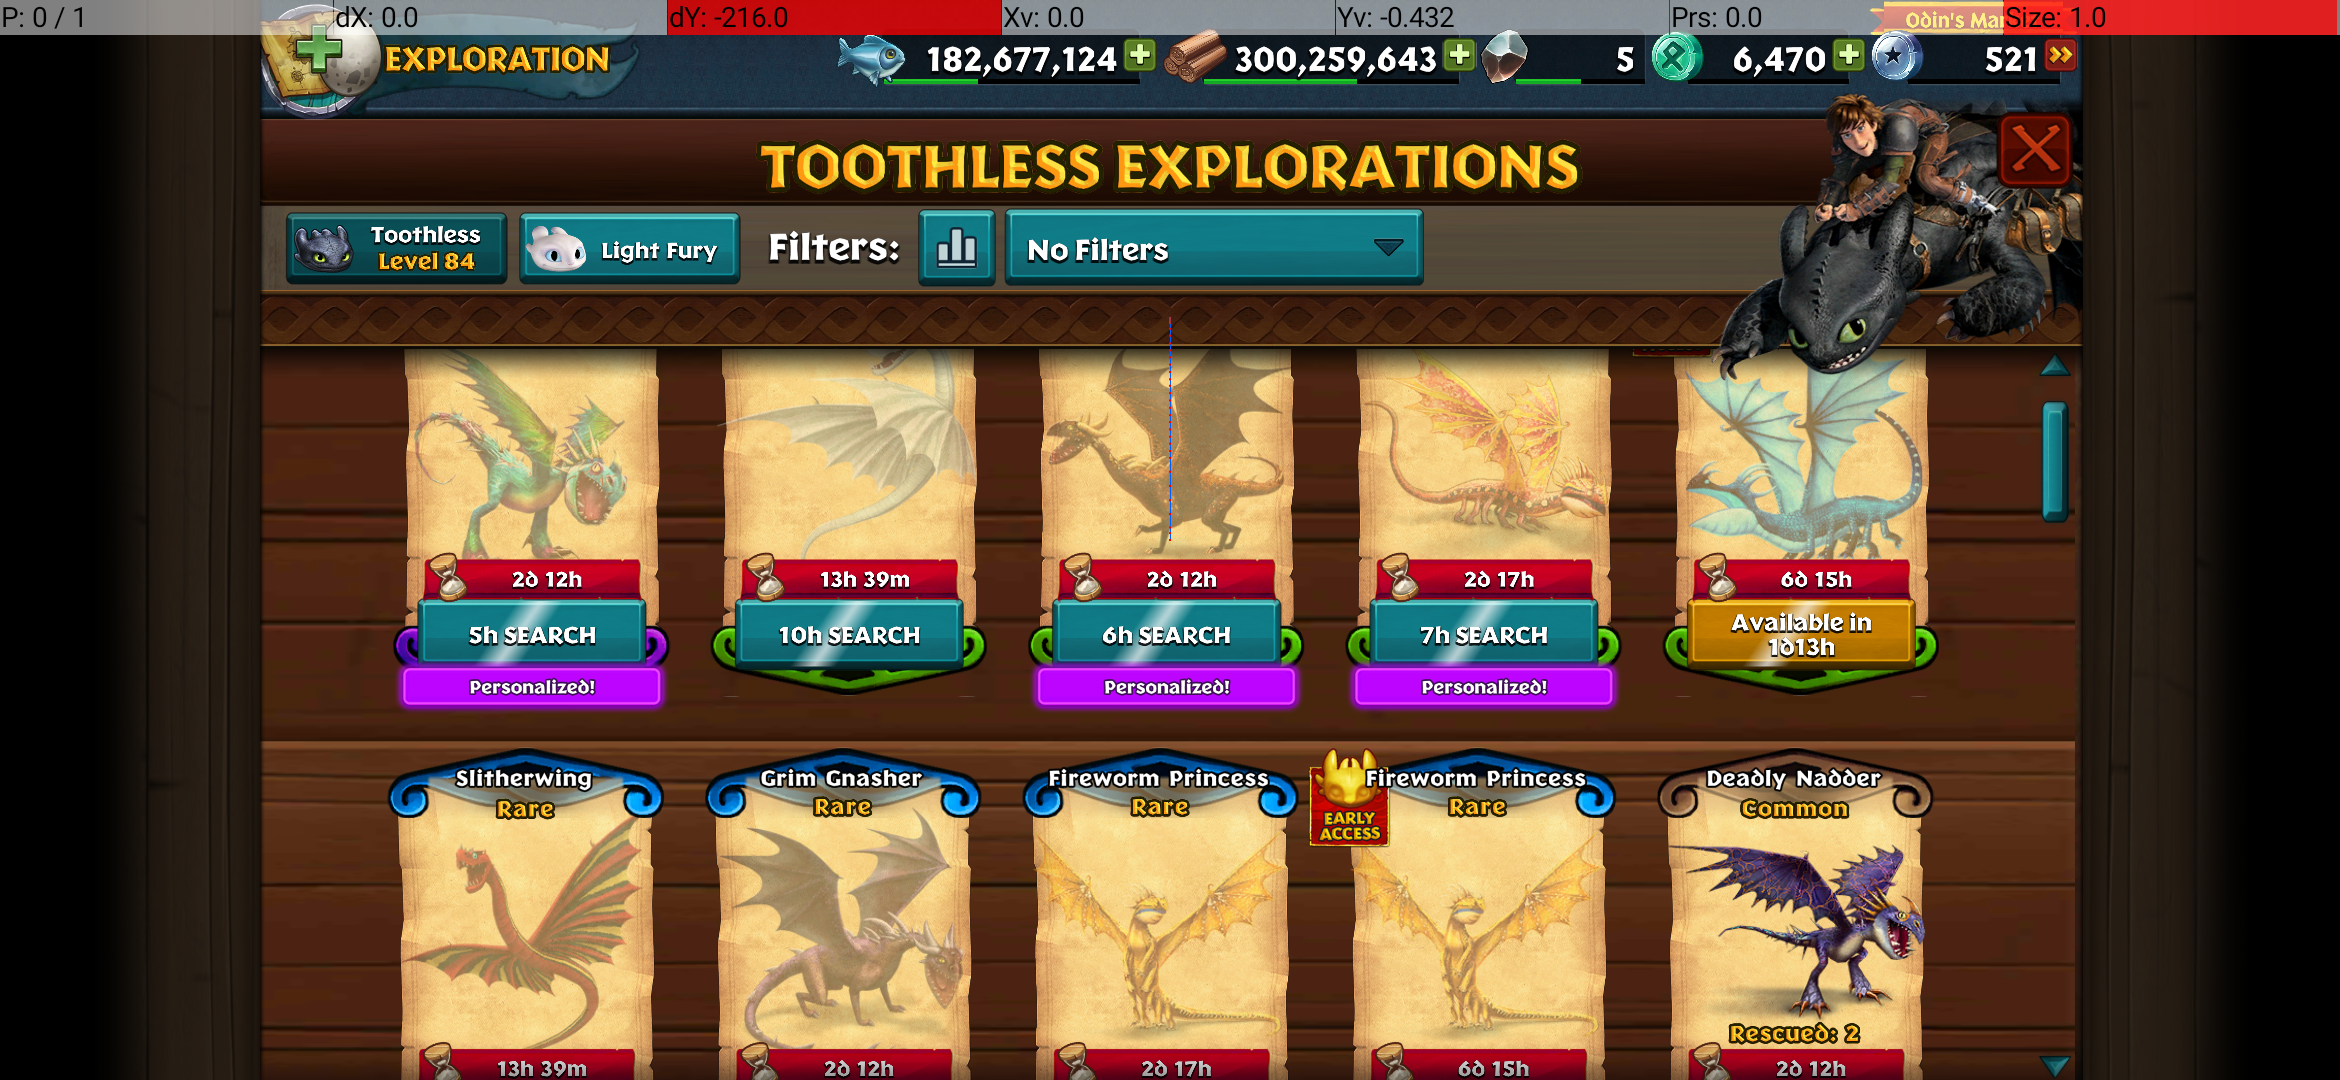 P: 0 / 1
dX: 0.0
dY: -216.0
Xv: 0.0
Yv: -0.432
Prs: 0.0
Size: 1.0
Odin's Mar
EXPLORATION
182,677,124
300,259,643
5
6,470
521
TOOTHLESS EXPLORATIONS
Toothless
Level 84
Light Fury
Filters:
No Filters
2d 12h
13h 39m
2d 12h
2d 17h
6d 15h
5h SEARCH
10h SEARCH
6h SEARCH
7h SEARCH
Available in
1d13h
Personalized!
Personalized!
Personalized!
Slitherwing
Rare
Grim Gnasher
Rare
Fireworm Princess
Rare
EARLY
ACCESS
Fireworm Princess
Rare
Deadly Nadder
Common
Rescued: 2
13h 39m
2d 12h
2d 17h
6d 15h
2d 12h